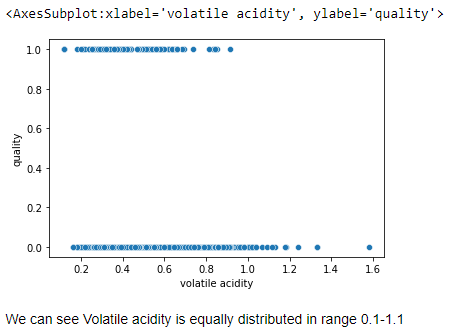 <AxesSubplot:xlabel='volatile acidity', ylabel='quality'>
1.0
0.8
0.6
0.4
0.2
0.0
quality
0.2 0.4 0.6 0.8 1.0 1.2 1.4 1.6
volatile acidity
We can see Volatile acidity is equally distributed in range 0.1-1.1